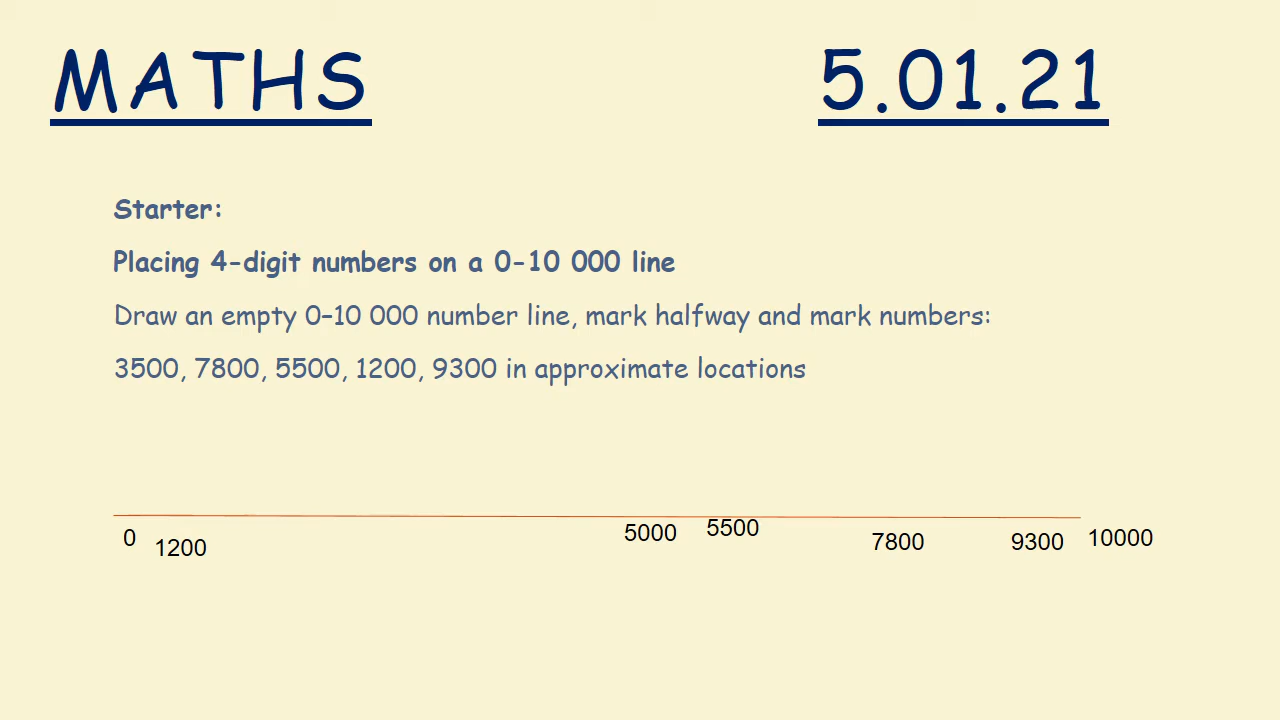 MATHS 5.01.21
Starter:
Placing 4-digit numbers on a 0-10 000 line
Draw an empty 0–10 000 number line, mark halfway and mark numbers:
3500, 7800, 5500, 1200, 9300 in approximate locations
0 1200 5000 5500 7800 9300 10000